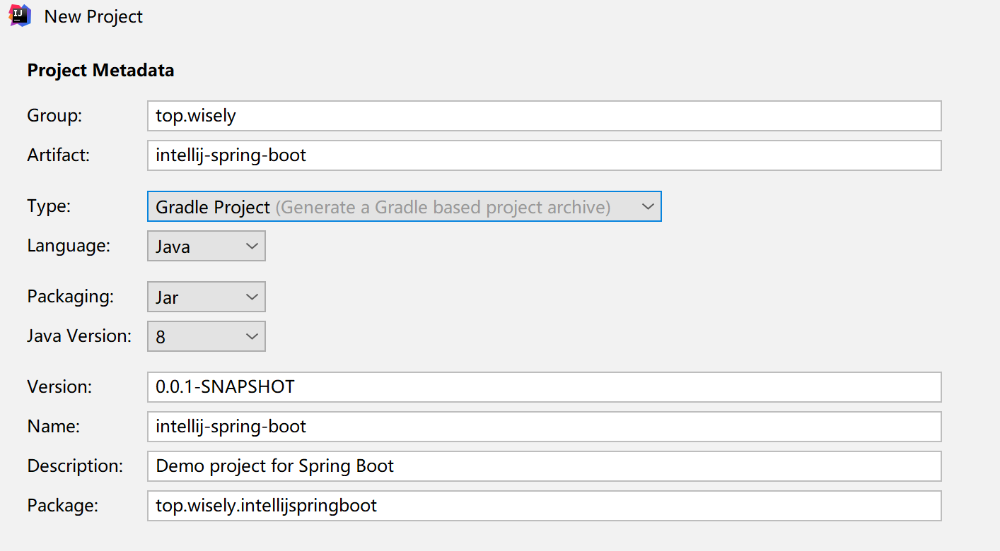 IJ
New Project
Project Metadata
Group: top.wisely
Artifact: intellij-spring-boot
Type: Gradle Project (Generate a Gradle based project archive)
Language: Java
Packaging: Jar
Java Version: 8
Version: 0.0.1-SNAPSHOT
Name: intellij-spring-boot
Description: Demo project for Spring Boot
Package: top.wisely.intellijspringboot